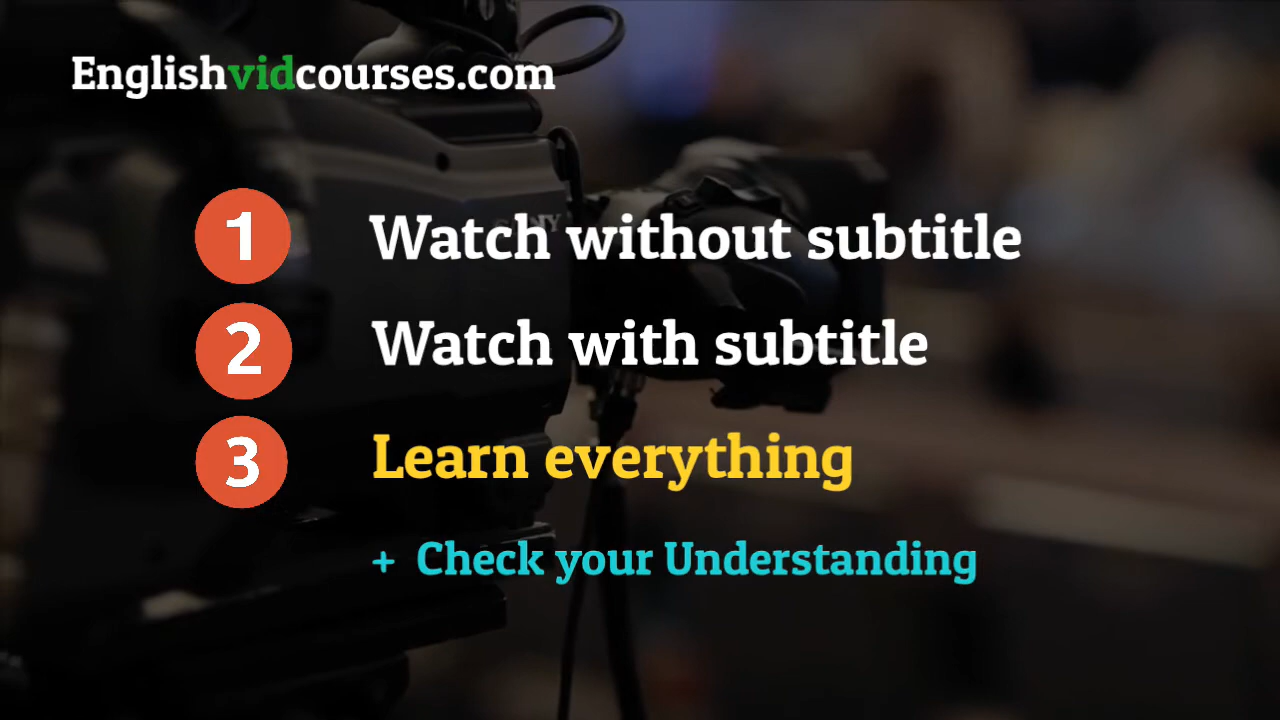 Englishvidcourses.com
1 Watch without subtitle
2 Watch with subtitle
3 Learn everything
+ Check your Understanding